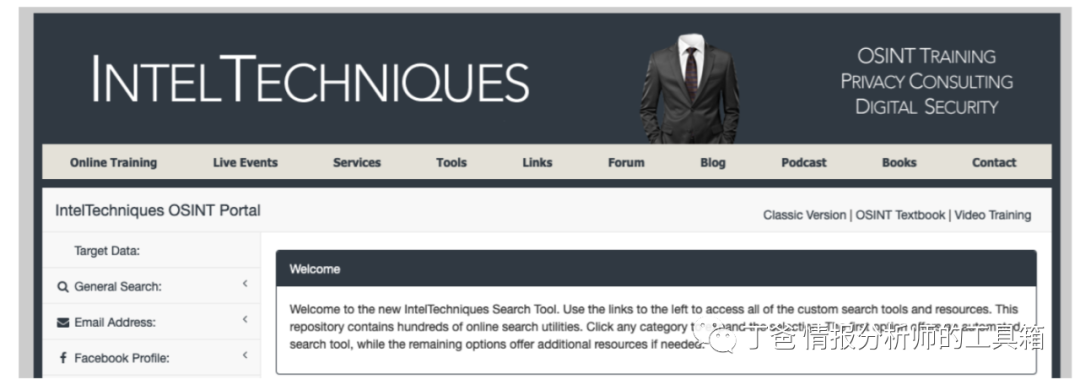 INTELTECHNIQUES
OSINT TRAINING
PRIVACY CONSULTING
DIGITAL SECURITY
Online Training Live Events Services Tools Links Forum Blog Podcast Books Contact
IntelTechniques OSINT Portal
Classic Version | OSINT Textbook | Video Training
Target Data:
General Search:
Email Address:
Facebook Profile:
Welcome
Welcome to the new IntelTechniques Search Tool. Use the links to the left to access all of the custom search tools and resources. This
repository contains hundreds of online search utilities. Click any category
search tool, while the remaining options offer additional resources if needed.
丁爸 情报分析师的工具箱